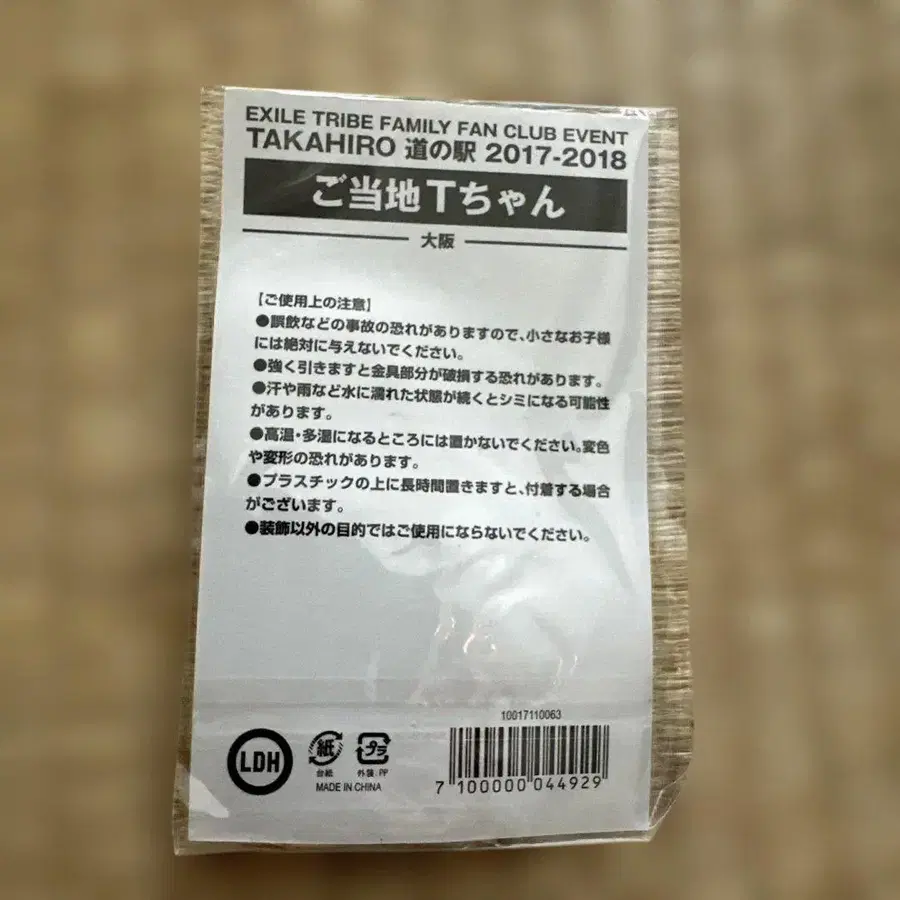 EXILE TRIBE FAMILY FAN CLUB EVENT
TAKAHIRO 道の駅 2017-2018
ご当地Tちゃん
大阪
【ご使用上の注意】
●誤飲などの事故の恐れがありますので、小さなお子様
には絶対に与えないでください。
●強く引きますと金具部分が破損する恐れがあります。
●汗や雨など水に濡れた状態が続くとシミになる可能性
があります。
●高温・多湿になるところには置かないでください。変色
や変形の恐れがあります。
●プラスチックの上に長時間置きますと、付着する場合
がございます。
●装飾以外の目的ではご使用にならないでください。
10017110063
LDH
紙
プラ
台紙
外装:PP
MADE IN CHINA
7 100000 044929